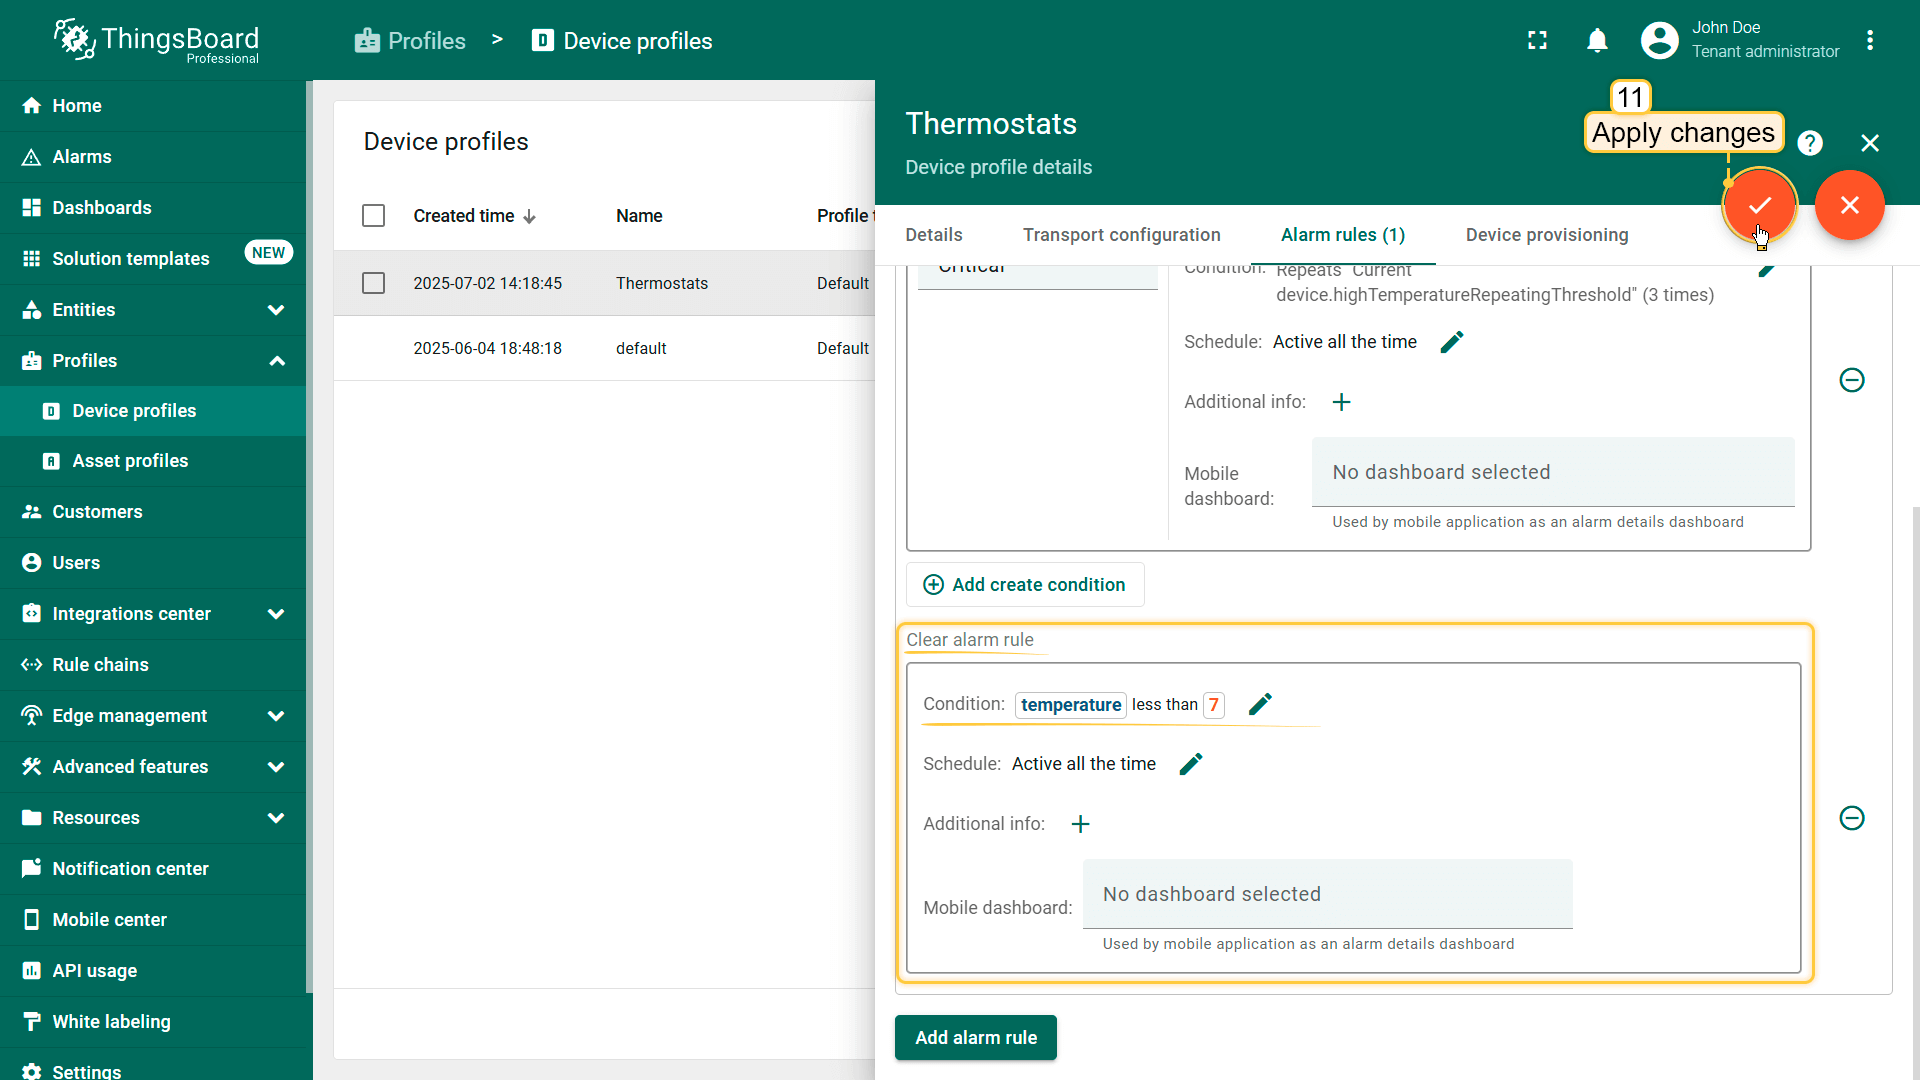 ThingsBoard
Professional
Profiles > Device profiles
John Doe
Tenant administrator
Home
Alarms
Dashboards
Solution templates NEW
Entities
Profiles
Device profiles
Asset profiles
Customers
Users
Integrations center
Rule chains
Edge management
Advanced features
Resources
Notification center
Mobile center
API usage
White labeling
Settings
Device profiles
Created time Name Profile
2025-07-02 14:18:45 Thermostats Default
2025-06-04 18:48:18 default Default
Thermostats
Device profile details
11
Apply changes
Details Transport configuration Alarm rules (1) Device provisioning
Critical
Condition: Repeats "Current
device.highTemperatureRepeatingThreshold" (3 times)
Schedule: Active all the time
Additional info:
Mobile
dashboard:
No dashboard selected
Used by mobile application as an alarm details dashboard
Add create condition
Clear alarm rule
Condition: temperature less than 7
Schedule: Active all the time
Additional info:
Mobile dashboard:
No dashboard selected
Used by mobile application as an alarm details dashboard
Add alarm rule